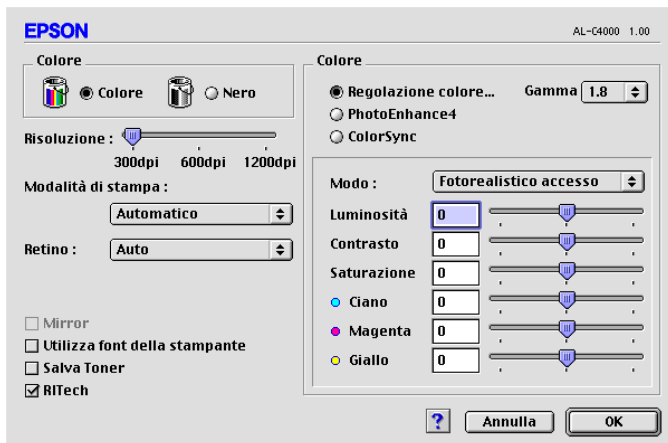 EPSON
AL-C4000 1.00
Colore
Colore
Nero
Risoluzione :
300dpi 600dpi 1200dpi
Modalità di stampa :
Automatico
Retino :
Auto
Mirror
Utilizza font della stampante
Salva Toner
RITech
Colore
Regolazione colore...
Gamma 1.8
PhotoEnhance4
ColorSync
Modo :
Fotorealistico accesso
Luminosità 0
Contrasto 0
Saturazione 0
Ciano 0
Magenta 0
Giallo 0
?
Annulla
OK